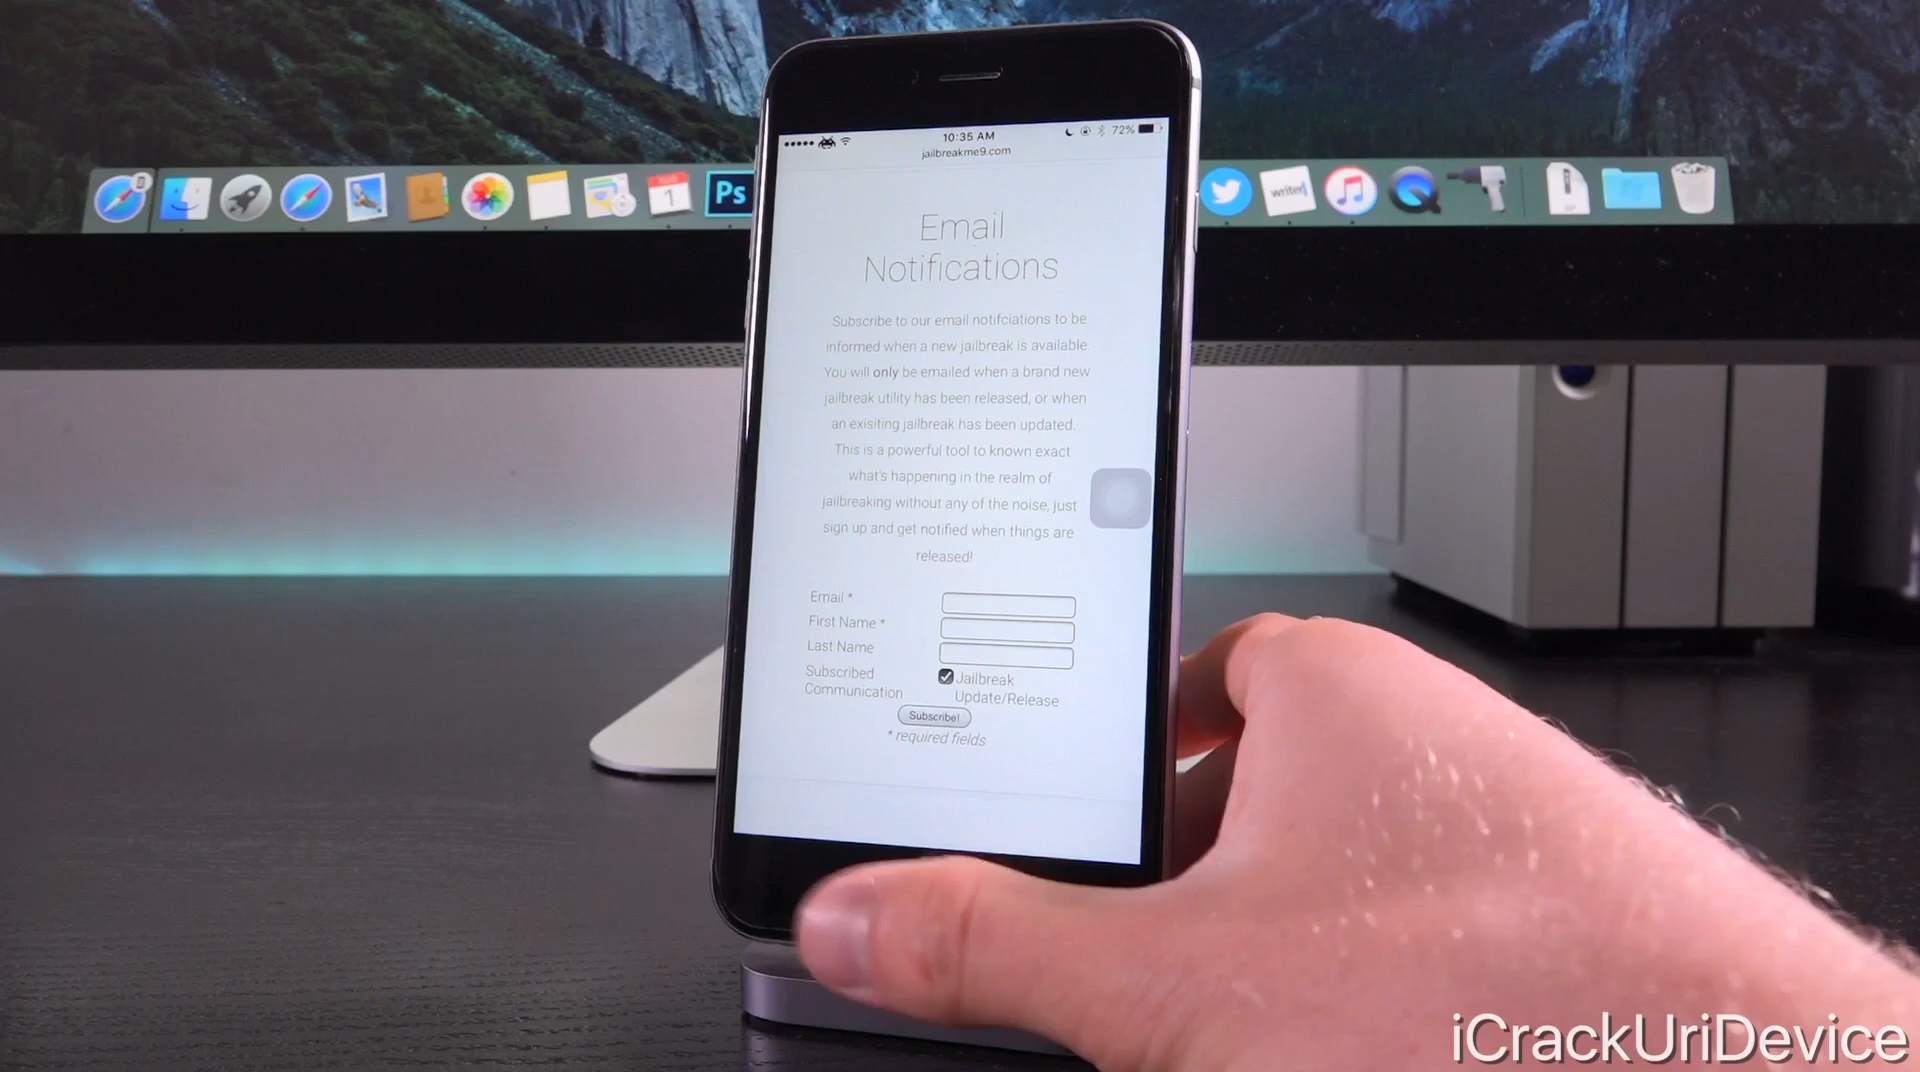 10:35 AM
72%
jailbreakme9.com
Email
Notifications
Subscribe to our email notifciations to be
informed when a new jailbreak is available.
You will only be emailed when a brand new
jailbreak utility has been released, or when
an exisiting jailbreak has been updated.
This is a powerful tool to known exact
what's happening in the realm of
jailbreaking without any of the noise, just
sign up and get notified when things are
released!
Email *
First Name *
Last Name
Subscribed
Communication
Jailbreak
Update/Release
Subscribe!
* required fields
AUG
1
Ps
writer
iCrackUriDevice